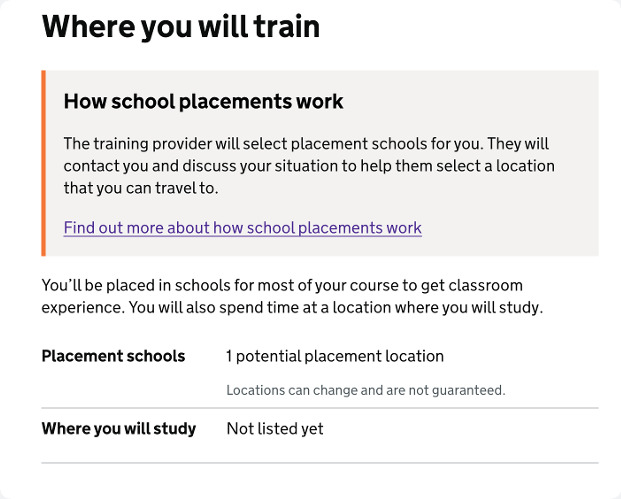 Where you will train
How school placements work
The training provider will select placement schools for you. They will
contact you and discuss your situation to help them select a location
that you can travel to.
Find out more about how school placements work
You’ll be placed in schools for most of your course to get classroom
experience. You will also spend time at a location where you will study.
Placement schools 1 potential placement location
Locations can change and are not guaranteed.
Where you will study Not listed yet